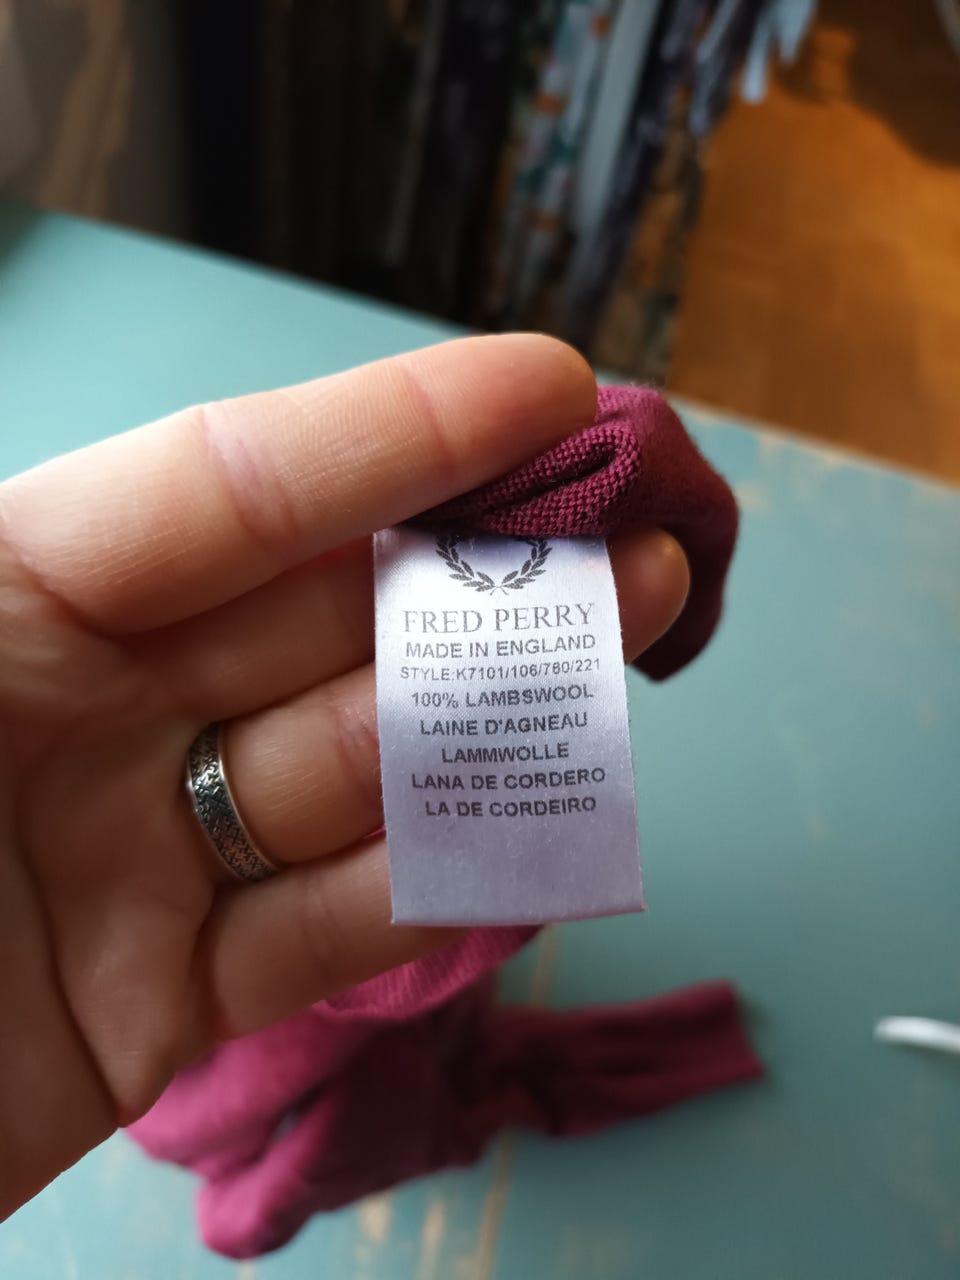 FRED PERRY
MADE IN ENGLAND
STYLE:K7101/106/780/221
100% LAMBSWOOL
LAINE D'AGNEAU
LAMMWOLLE
LANA DE CORDERO
LA DE CORDEIRO